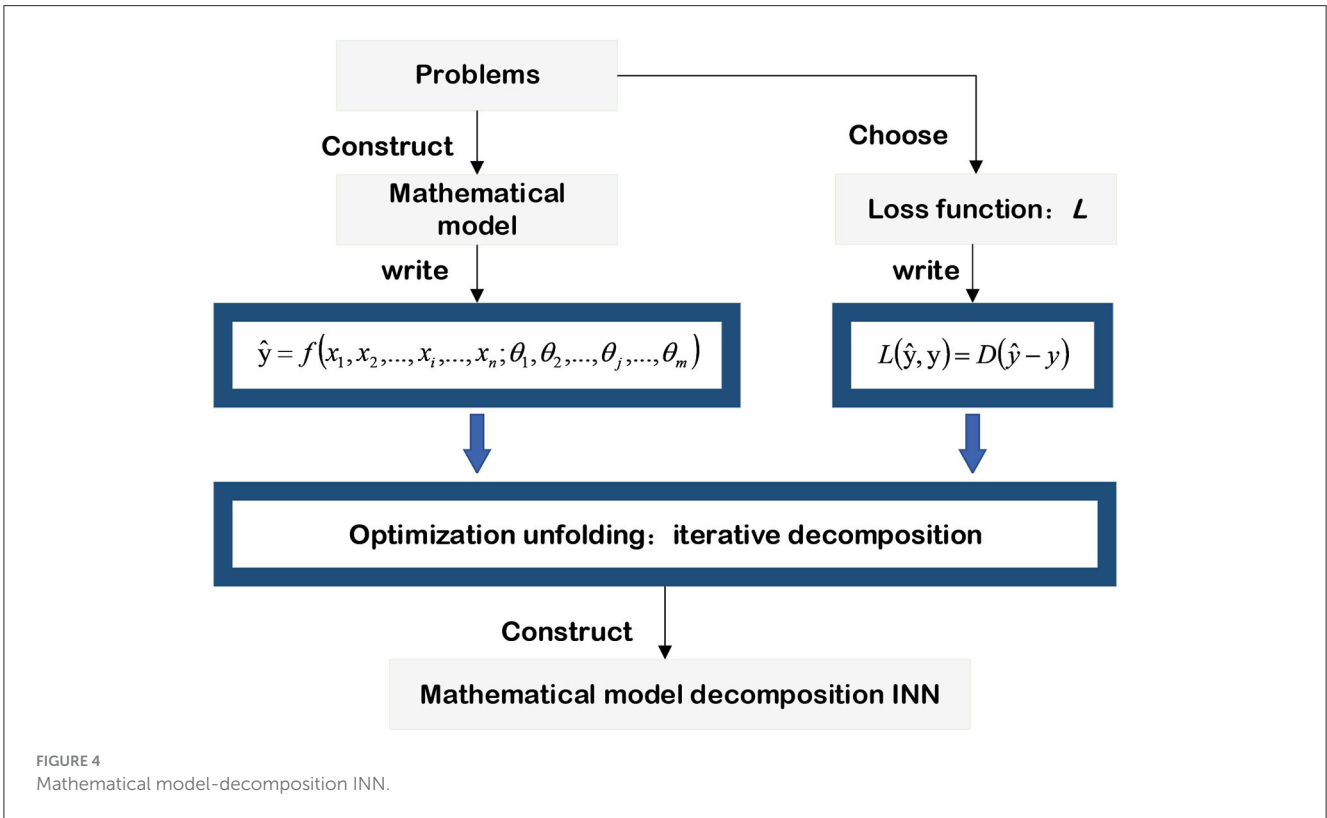 Problems
Construct
Choose
Mathematical
model
Loss function：L
write
write
ŷ = f(x₁, x₂,..., xᵢ,..., xₙ; θ₁, θ₂,..., θⱼ,..., θₘ)
L(ŷ, y) = D(ŷ − y)
Optimization unfolding：iterative decomposition
Construct
Mathematical model decomposition INN
FIGURE 4
Mathematical model-decomposition INN.